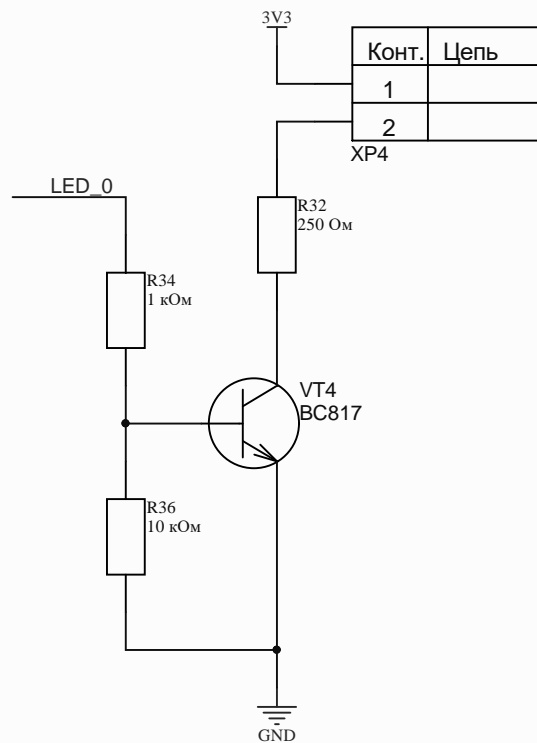 3V3
Конт. Цепь
1
2
XP4
LED_0
R32
250 Ом
R34
1 кОм
VT4
BC817
R36
10 кОм
GND